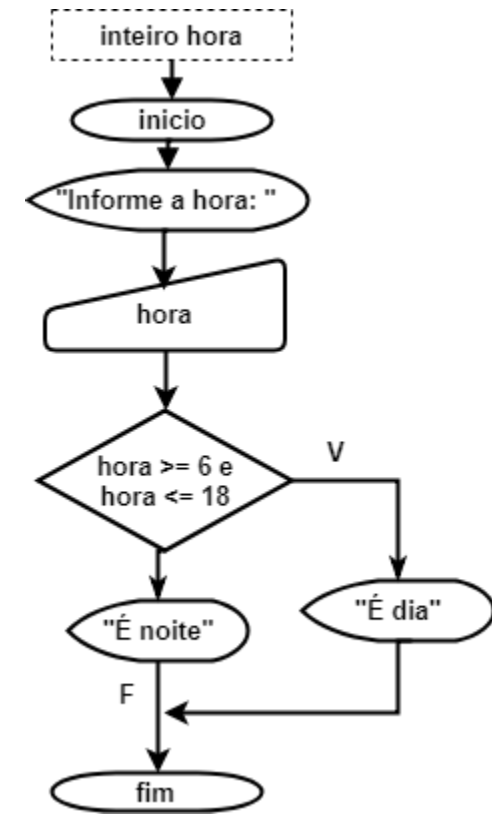 inteiro hora
inicio
"Informe a hora: "
hora
hora >= 6 e
hora <= 18
V
"É noite"
"É dia"
F
fim